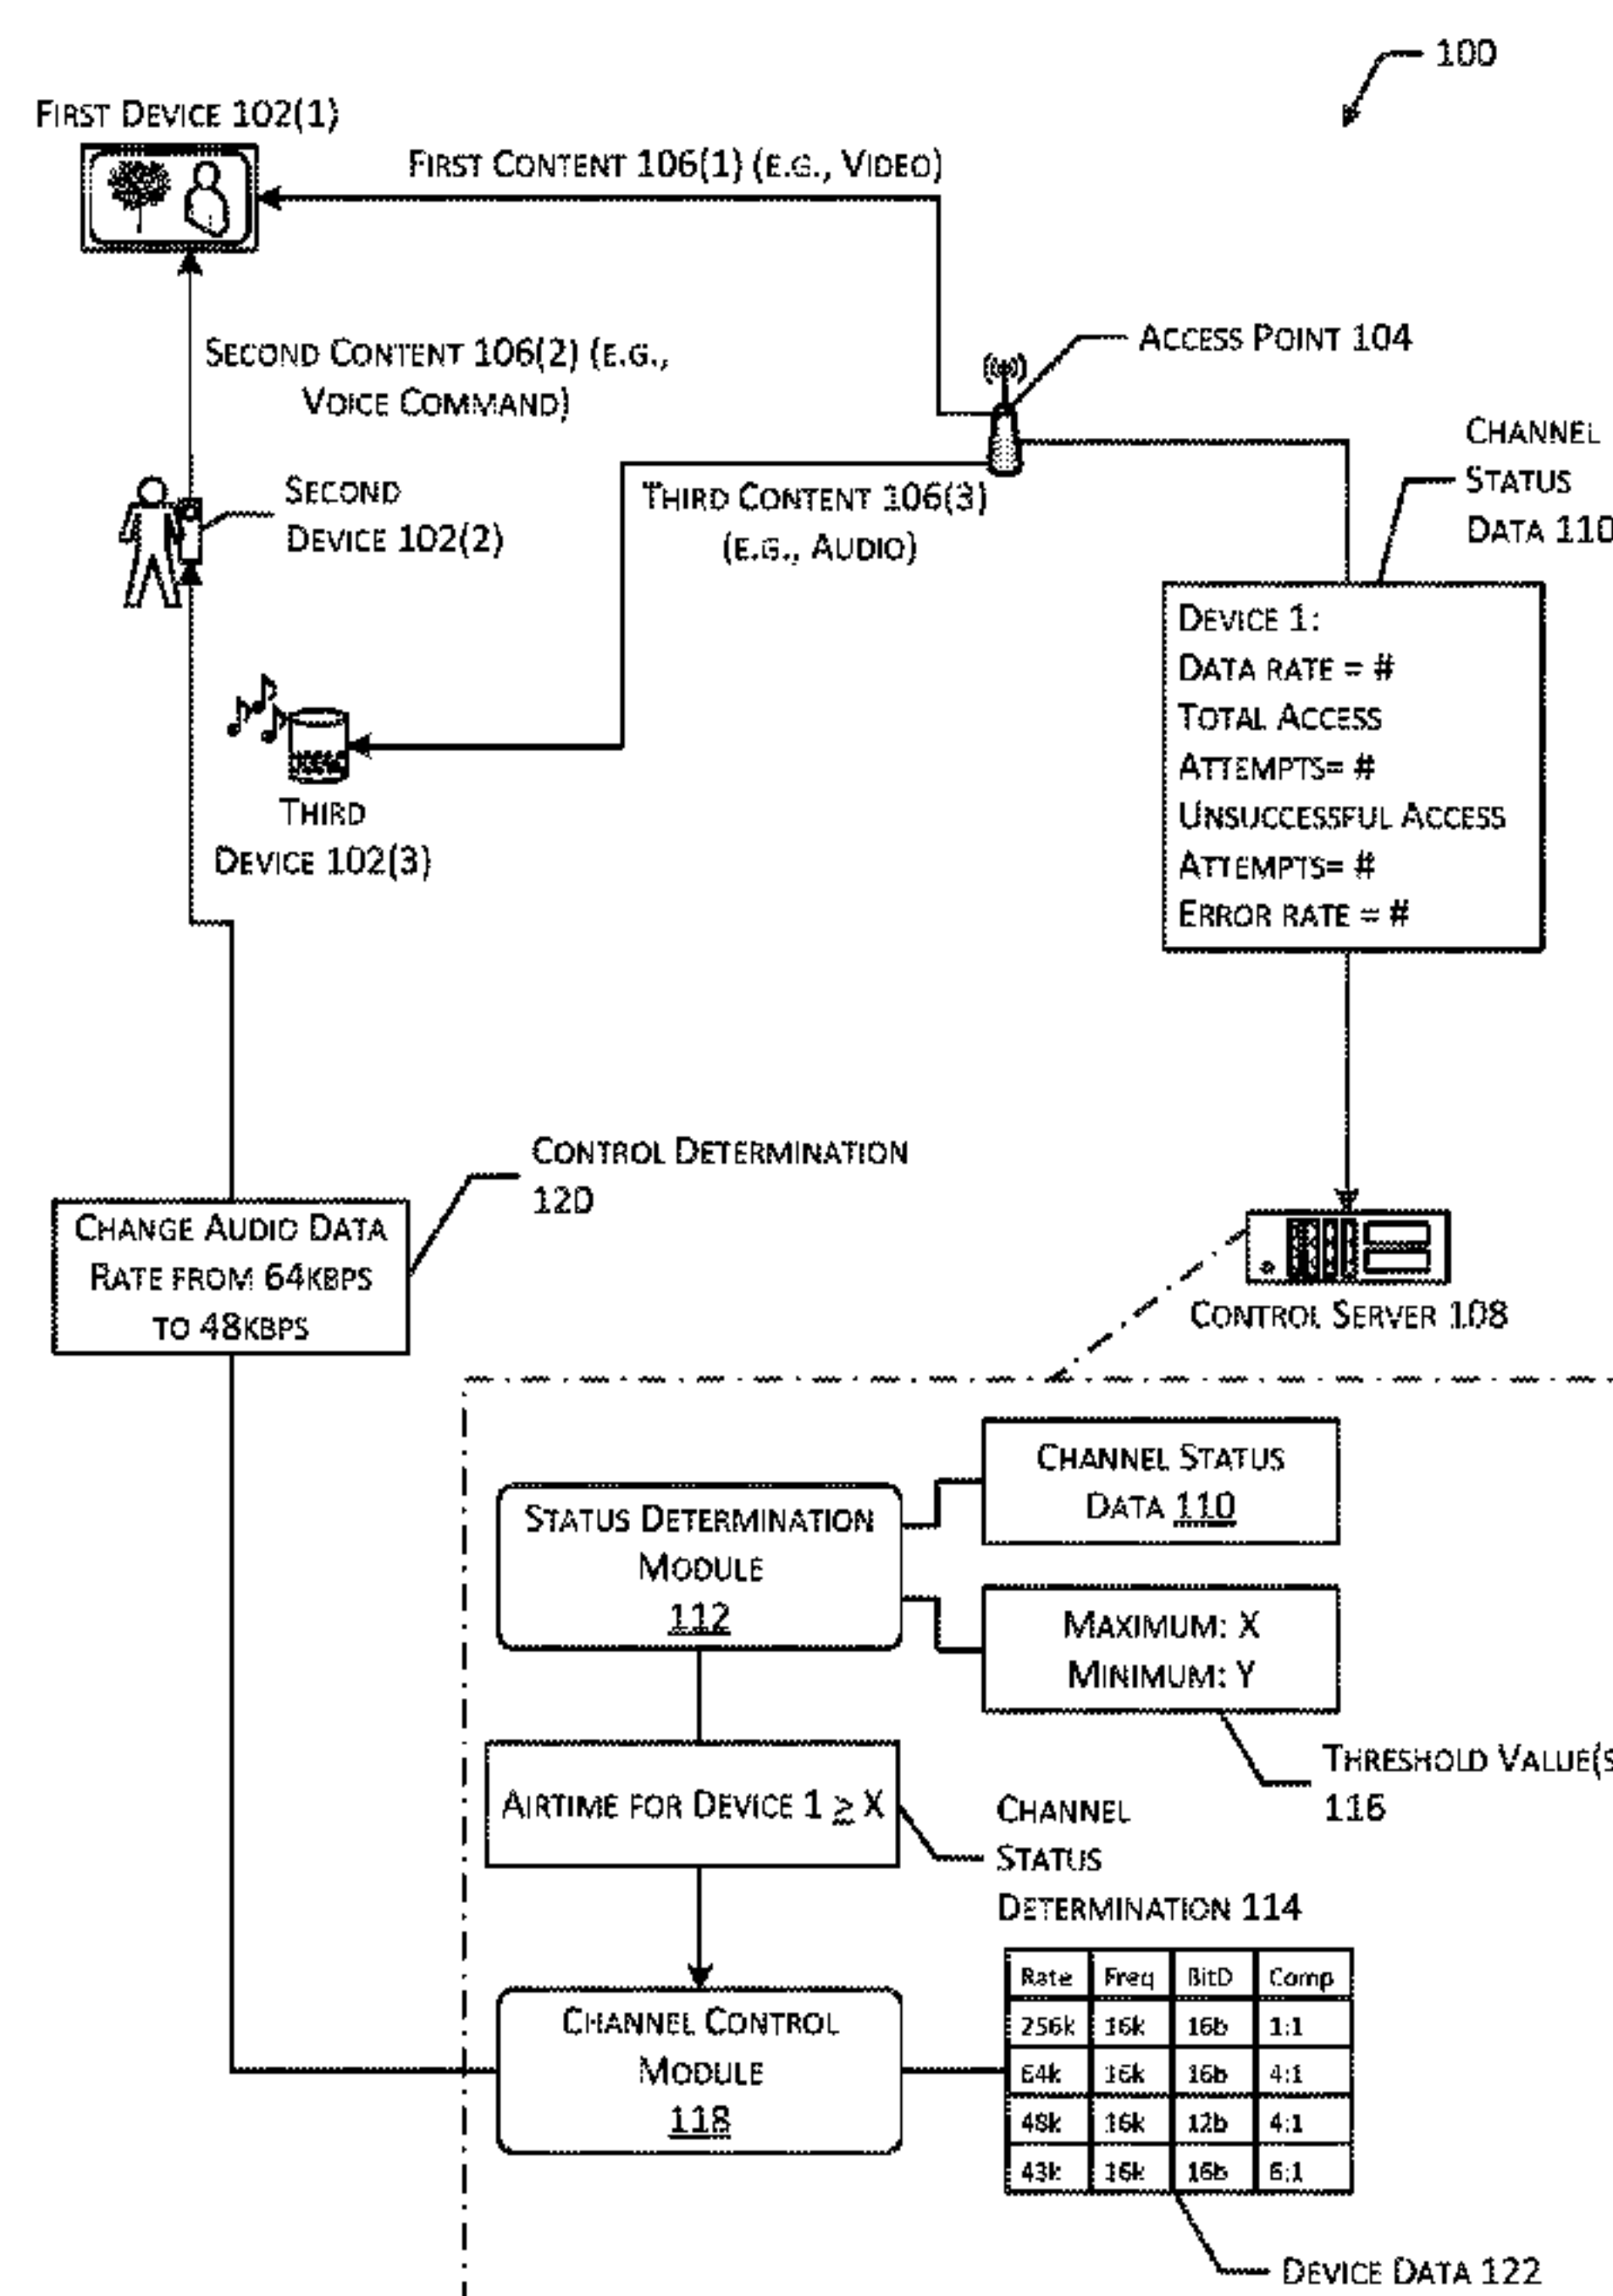 100
FIRST DEVICE 102(1)
FIRST CONTENT 106(1) (E.G., VIDEO)
SECOND CONTENT 106(2) (E.G.,
VOICE COMMAND)
ACCESS POINT 104
SECOND
DEVICE 102(2)
THIRD CONTENT 106(3)
(E.G., AUDIO)
CHANNEL
STATUS
DATA 110
DEVICE 1:
DATA RATE = #
TOTAL ACCESS
ATTEMPTS= #
UNSUCCESSFUL ACCESS
ATTEMPTS= #
ERROR RATE = #
THIRD
DEVICE 102(3)
CONTROL DETERMINATION
120
CHANGE AUDIO DATA
RATE FROM 64KBPS
TO 48KBPS
CONTROL SERVER 108
CHANNEL STATUS
DATA 110
STATUS DETERMINATION
MODULE
112
MAXIMUM: X
MINIMUM: Y
THRESHOLD VALUE(S
116
AIRTIME FOR DEVICE 1 ≥ X
CHANNEL
STATUS
DETERMINATION 114
CHANNEL CONTROL
MODULE
118
Rate Freq BitD Comp
256k 16k 16b 1:1
64k 16k 16b 4:1
48k 16k 12b 4:1
43k 16k 16b 6:1
DEVICE DATA 122